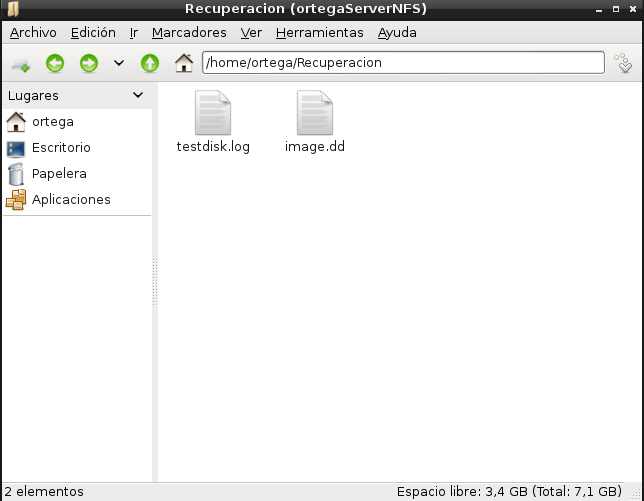 Recuperacion (ortegaServerNFS)
Archivo Edición Ir Marcadores Ver Herramientas Ayuda
/home/ortega/Recuperacion
Lugares
ortega
Escritorio
Papelera
Aplicaciones
testdisk.log image.dd
2 elementos Espacio libre: 3,4 GB (Total: 7,1 GB)